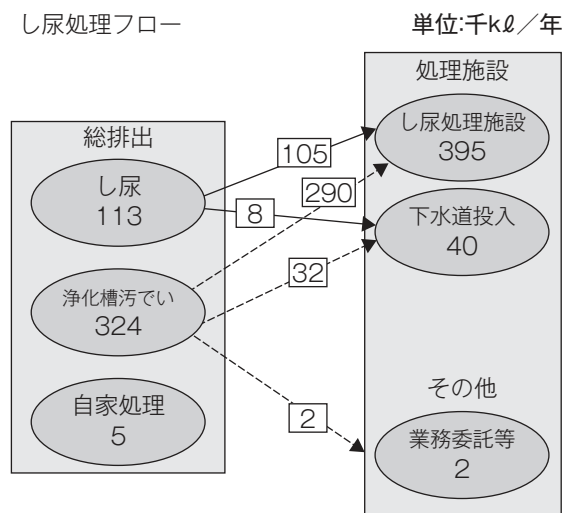 し尿処理フロー
単位:千kℓ／年
総排出
し尿
113
浄化槽汚でい
324
自家処理
5
105
8
290
32
2
処理施設
し尿処理施設
395
下水道投入
40
その他
業務委託等
2